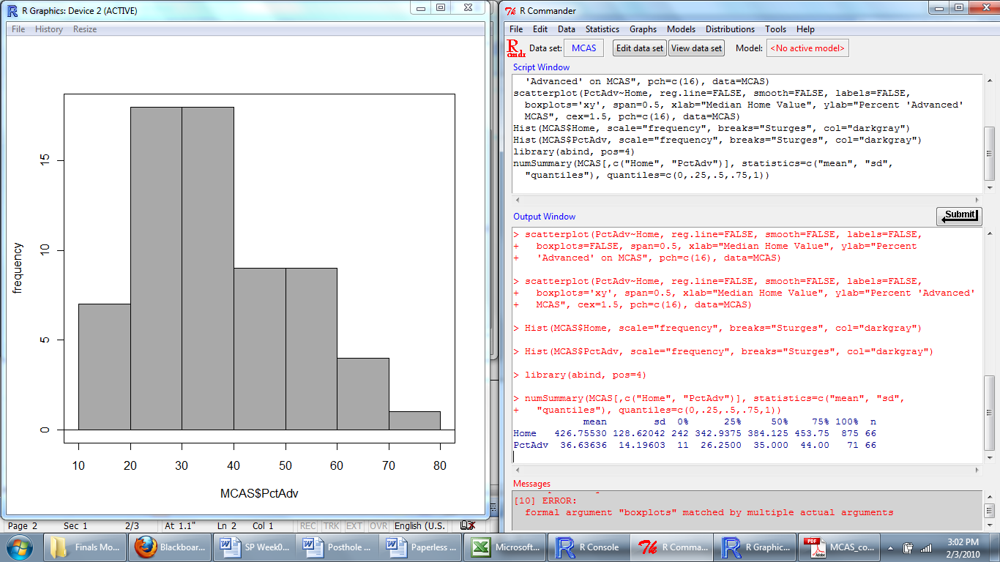 R Graphics: Device 2 (ACTIVE)
File History Resize
frequency
15
10
5
0
10 20 30 40 50 60 70 80
MCAS$PctAdv
R Commander
File Edit Data Statistics Graphs Models Distributions Tools Help
R cmdr Data set: MCAS Edit data set View data set Model: <No active model>
Script Window
'Advanced' on MCAS", pch=c(16), data=MCAS)
scatterplot(PctAdv~Home, reg.line=FALSE, smooth=FALSE, labels=FALSE,
boxplots='xy', span=0.5, xlab="Median Home Value", ylab="Percent 'Advanced'
MCAS", cex=1.5, pch=c(16), data=MCAS)
Hist(MCAS$Home, scale="frequency", breaks="Sturges", col="darkgray")
Hist(MCAS$PctAdv, scale="frequency", breaks="Sturges", col="darkgray")
library(abind, pos=4)
numSummary(MCAS[,c("Home", "PctAdv")], statistics=c("mean", "sd",
"quantiles"), quantiles=c(0,.25,.5,.75,1))
Output Window
Submit
> scatterplot(PctAdv~Home, reg.line=FALSE, smooth=FALSE, labels=FALSE,
+ boxplots=FALSE, span=0.5, xlab="Median Home Value", ylab="Percent
+ 'Advanced' on MCAS", pch=c(16), data=MCAS)
> scatterplot(PctAdv~Home, reg.line=FALSE, smooth=FALSE, labels=FALSE,
+ boxplots='xy', span=0.5, xlab="Median Home Value", ylab="Percent 'Advanced'
+ MCAS", cex=1.5, pch=c(16), data=MCAS)
> Hist(MCAS$Home, scale="frequency", breaks="Sturges", col="darkgray")
> Hist(MCAS$PctAdv, scale="frequency", breaks="Sturges", col="darkgray")
> library(abind, pos=4)
> numSummary(MCAS[,c("Home", "PctAdv")], statistics=c("mean", "sd",
+ "quantiles"), quantiles=c(0,.25,.5,.75,1))
mean sd 0% 25% 50% 75% 100% n
Home 426.75530 128.62042 242 342.9375 384.125 453.75 875 66
PctAdv 36.63636 14.19603 11 26.2500 35.000 44.00 71 66
Messages
[10] ERROR:
formal argument "boxplots" matched by multiple actual arguments
Page 2 Sec 1 2/3 At 1.1" Ln 2 Col 1 REC TRK EXT OVR English (U.S.
Finals Mo... Blackboar... SP Week0... Posthole ... Paperless ... Microsoft... R Console R Comma... R Graphic... MCAS_co... 3:02 PM
2/3/2010